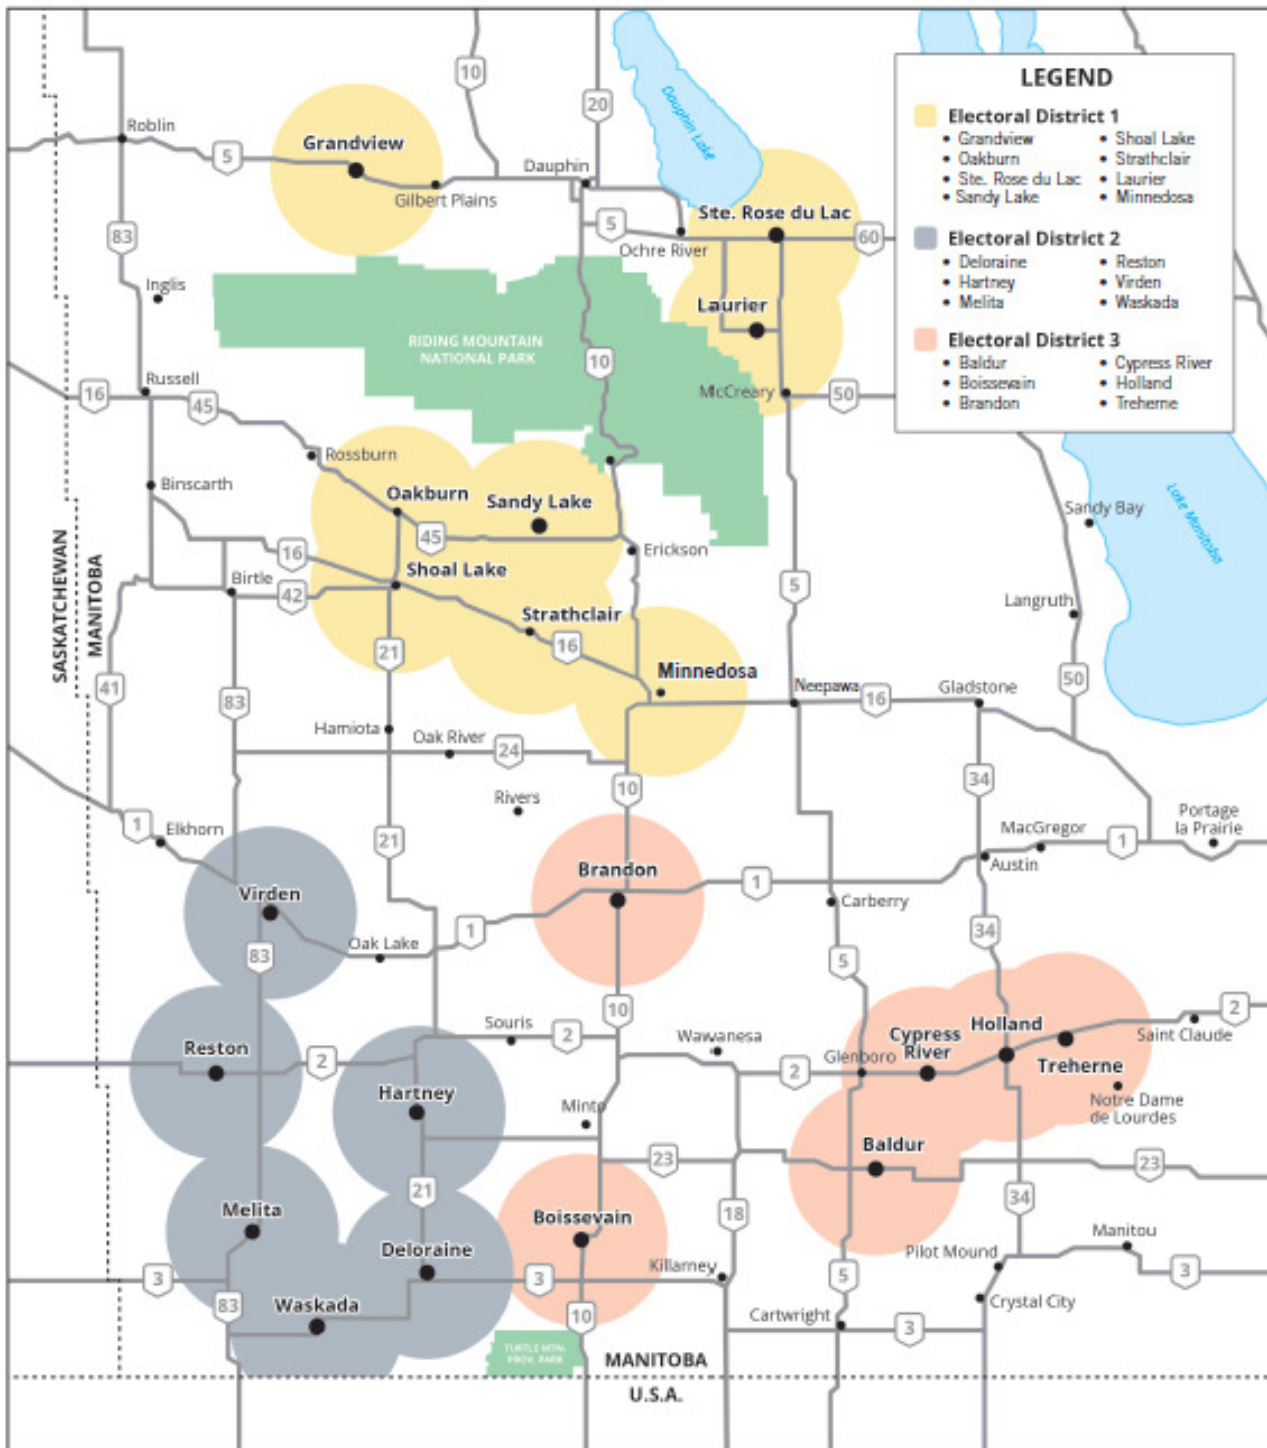 10
20
Dauphin Lake
LEGEND
Electoral District 1
• Grandview
• Oakburn
• Ste. Rose du Lac
• Sandy Lake
• Shoal Lake
• Strathclair
• Laurier
• Minnedosa
Electoral District 2
• Deloraine
• Hartney
• Melita
• Reston
• Virden
• Waskada
Electoral District 3
• Baldur
• Boissevain
• Brandon
• Cypress River
• Holland
• Treherne
Roblin
5
Grandview
Gilbert Plains
Dauphin
5
Ochre River
Ste. Rose du Lac
60
83
Inglis
RIDING MOUNTAIN
NATIONAL PARK
Laurier
10
McCreary
50
Russell
16
45
Rossburn
Binscarth
Oakburn
Sandy Lake
45
Erickson
Sandy Bay
Lake Manitoba
SASKATCHEWAN
MANITOBA
16
Birtle
42
Shoal Lake
Strathclair
16
5
Langruth
21
41
83
Minnedosa
Neepawa
16
Gladstone
50
Hamiota
Oak River
24
10
34
Rivers
1
Elkhorn
21
Portage
la Prairie
MacGregor
1
Austin
Brandon
1
Carberry
Virden
1
Oak Lake
83
5
34
10
Souris
2
Wawanesa
2
Glenboro
Cypress
River
Holland
Treherne
Saint Claude
2
Notre Dame
de Lourdes
Reston
2
Hartney
Minto
Baldur
23
23
21
18
34
Melita
Boissevain
Deloraine
3
3
Killarney
Pilot Mound
Manitou
3
5
83
Waskada
10
Cartwright
3
Crystal City
TURTLE MTN.
PROV. PARK
MANITOBA
U.S.A.